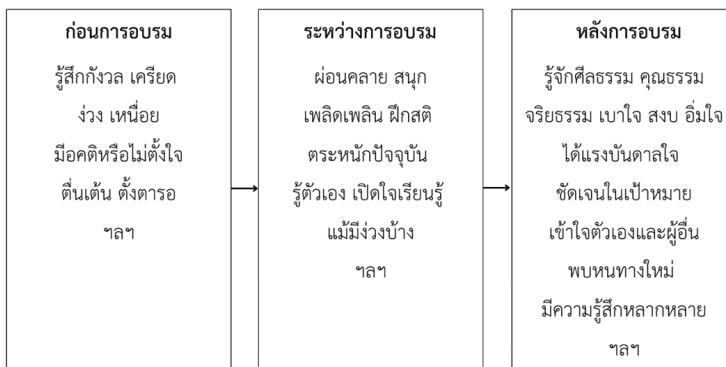 ก่อนการอบรม
รู้สึกกังวล เครียด
ง่วง เหนื่อย
มีอคติหรือไม่ตั้งใจ
ตื่นเต้น ตั้งตารอ
ฯลฯ
ระหว่างการอบรม
ผ่อนคลาย สนุก
เพลิดเพลิน ฝึกสติ
ตระหนักปัจจุบัน
รู้ตัวเอง เปิดใจเรียนรู้
แม้มีง่วงบ้าง
ฯลฯ
หลังการอบรม
รู้จักศีลธรรม คุณธรรม
จริยธรรม เบาใจ สงบ อิ่มใจ
ได้แรงบันดาลใจ
ชัดเจนในเป้าหมาย
เข้าใจตัวเองและผู้อื่น
พบหนทางใหม่
มีความรู้สึกหลากหลาย
ฯลฯ